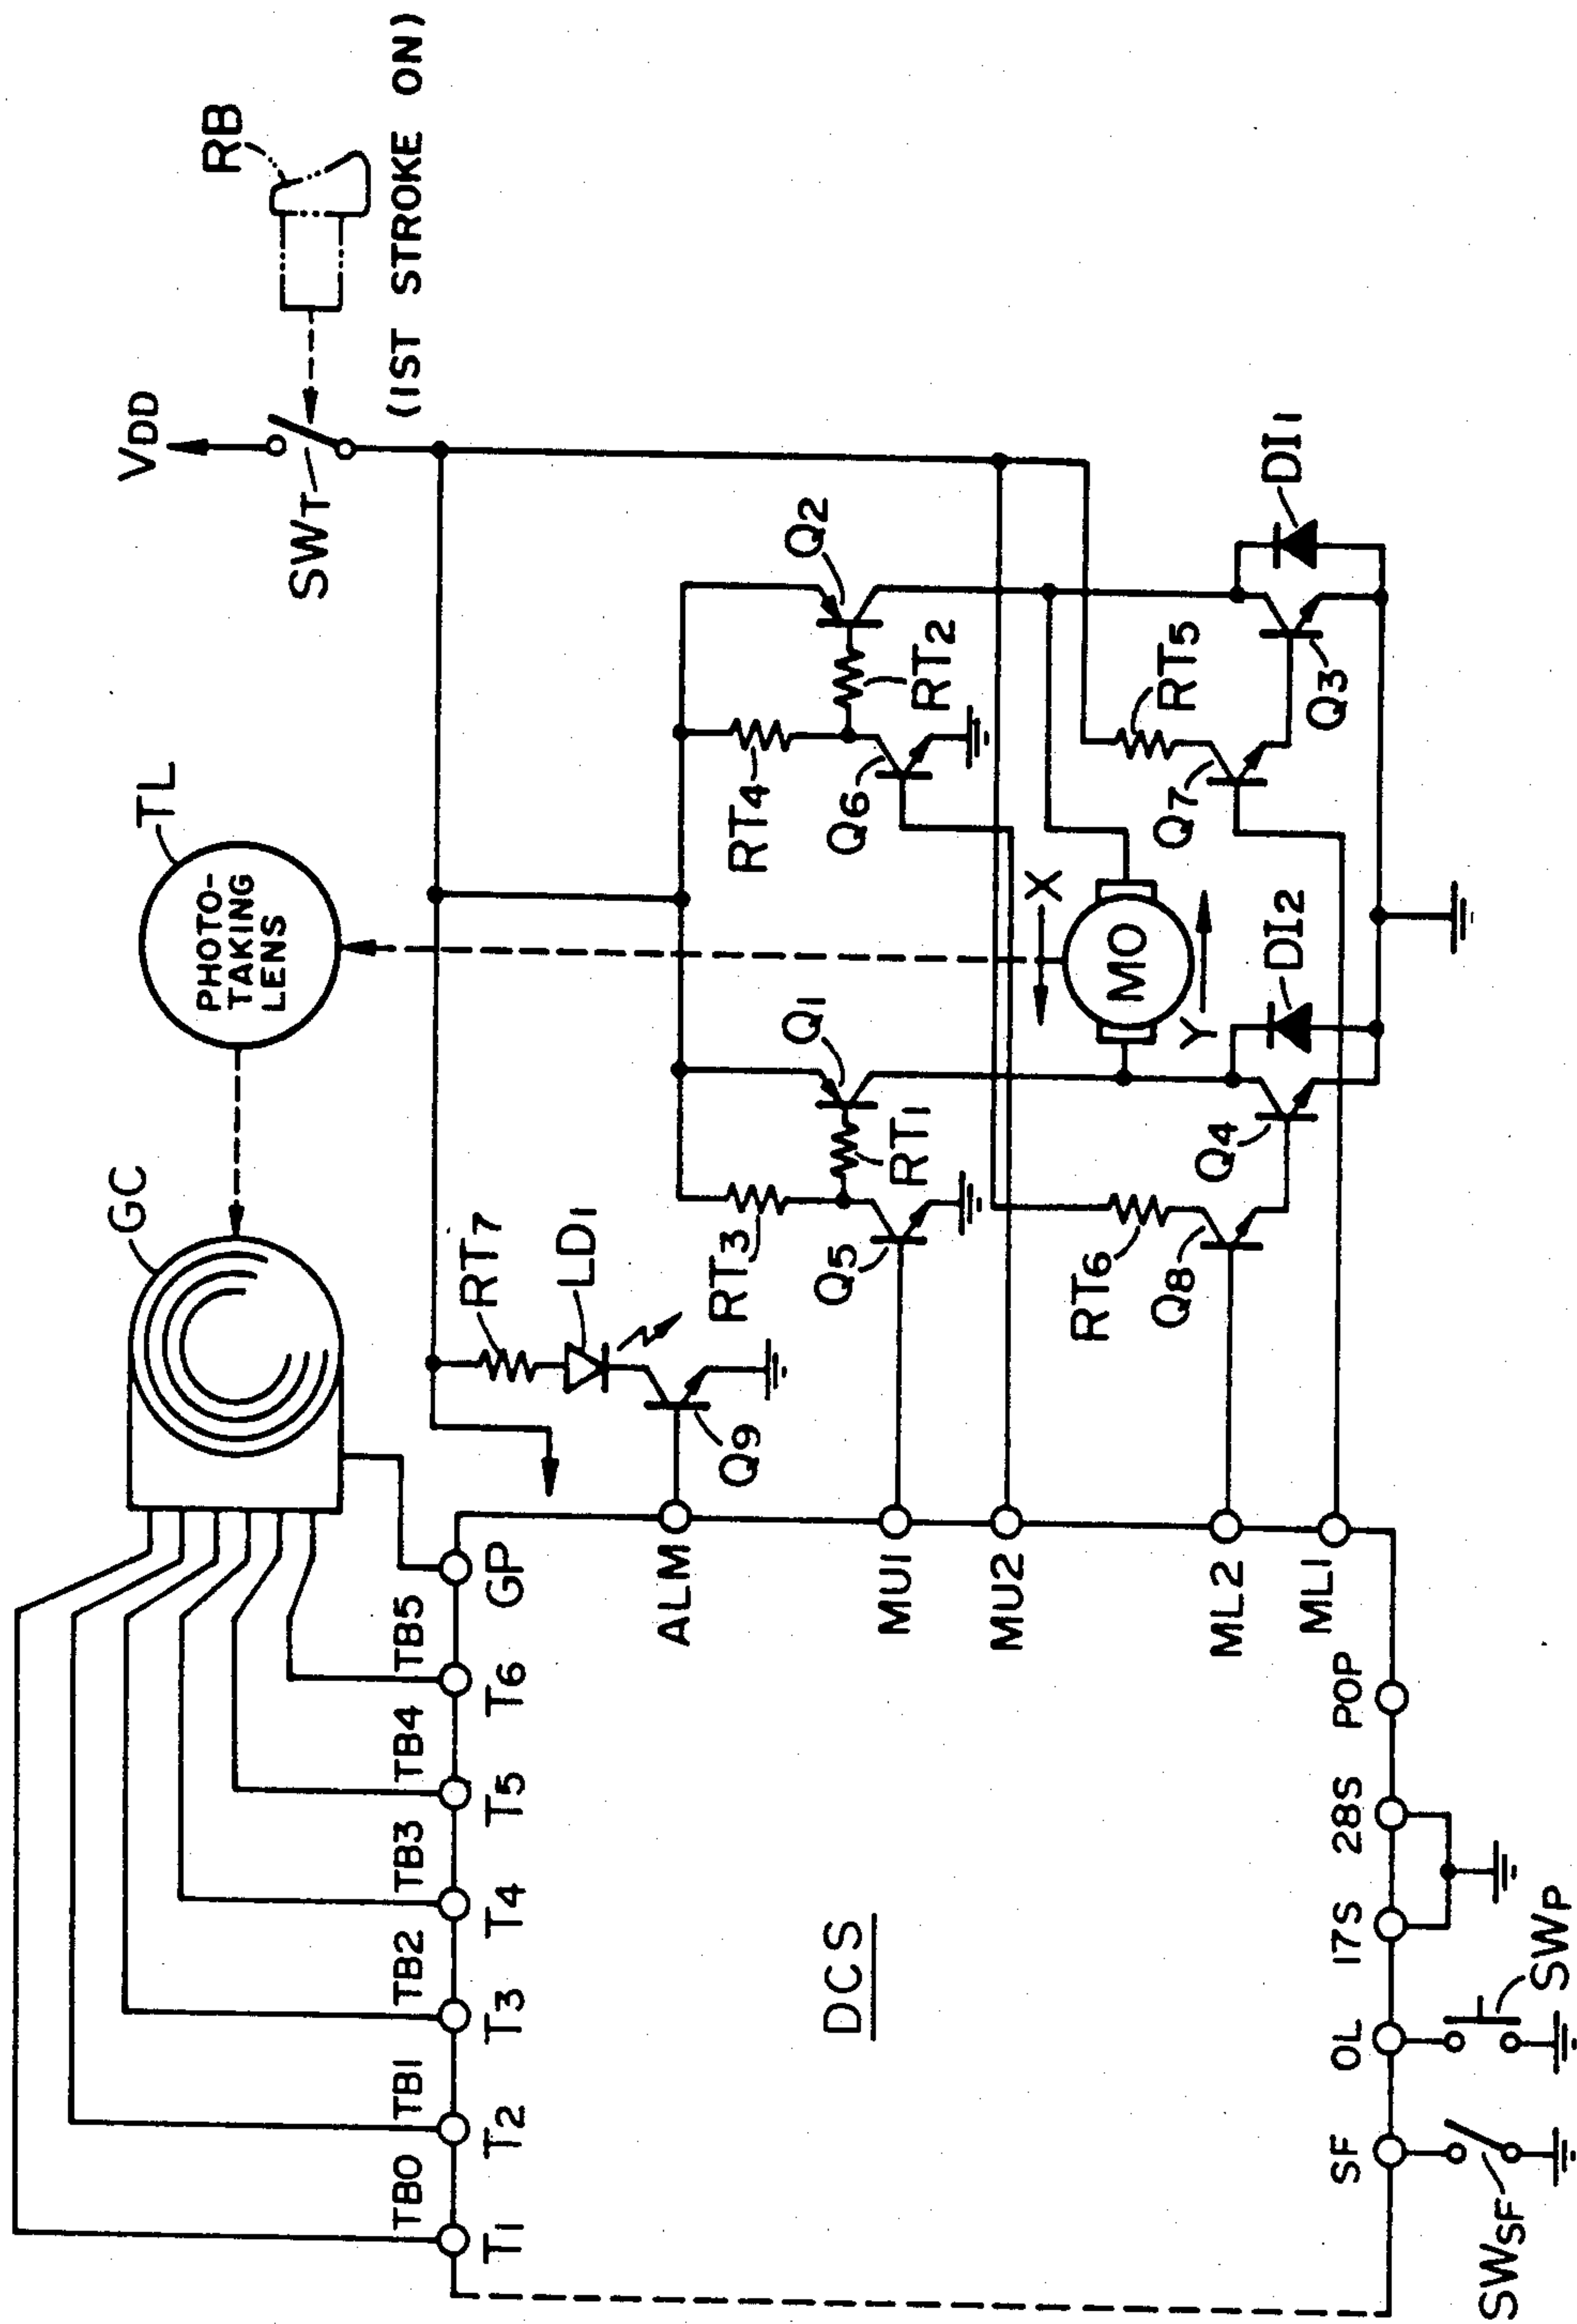 RB
(1ST STROKE ON)
VDD
SWT
TL
PHOTO-
TAKING
LENS
GC
Q2
RT2
RT4
Q6
DI1
RT5
Q3
Q7
X
MO
Y
DI2
Q1
RT1
RT3
Q5
Q4
RT6
Q8
RT7
LD1
Q9
TB0
TB1
TB2
TB3
TB4
TB5
T1
T2
T3
T4
T5
T6
GP
ALM
MU1
MU2
ML2
ML1
DCS
SF
OL
17S
28S
POP
SWSF
SWP